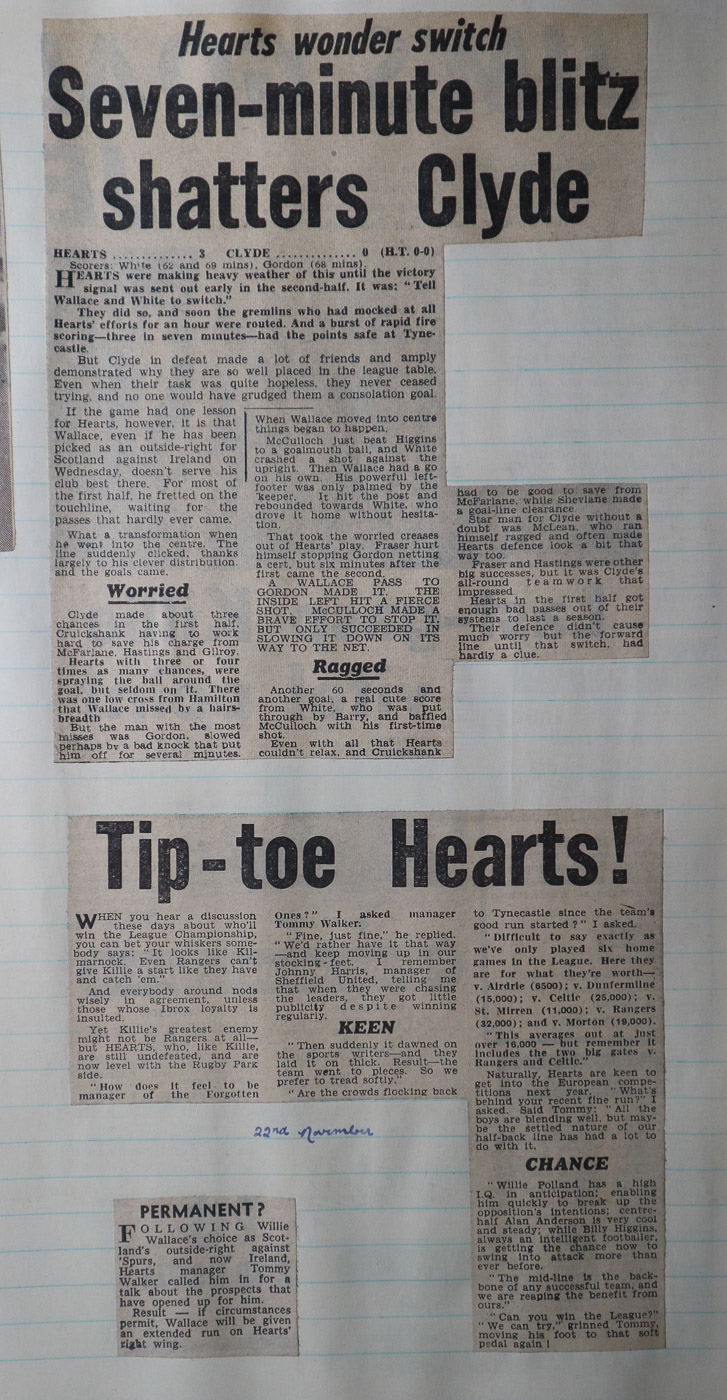 Hearts wonder switch
Seven-minute blitz
shatters Clyde
HEARTS ............. 3 CLYDE ............. 0 (H.T. 0-0)
Scorers: White (62 and 69 mins), Gordon (68 mins).
HEARTS were making heavy weather of this until the victory
signal was sent out early in the second-half. It was: "Tell
Wallace and White to switch."
They did so, and soon the gremlins who had mocked at all
Hearts' efforts for an hour were routed. And a burst of rapid fire
scoring—three in seven minutes—had the points safe at Tyne-
castle.
But Clyde in defeat made a lot of friends and amply
demonstrated why they are so well placed in the league table.
Even when their task was quite hopeless, they never ceased
trying, and no one would have grudged them a consolation goal.
If the game had one lesson
for Hearts, however, it is that
Wallace, even if he has been
picked as an outside-right for
Scotland against Ireland on
Wednesday, doesn't serve his
club best there. For most of
the first half, he fretted on the
touchline, waiting for the
passes that hardly ever came.
What a transformation when
he went into the centre. The
line suddenly clicked, thanks
largely to his clever distribution.
and the goals came.
Worried
Clyde made about three
chances in the first half,
Cruickshank having to work
hard to save his charge from
McFarlane, Hastings and Gilroy.
Hearts with three or four
times as many chances, were
spraying the ball around the
goal, but seldom on it. There
was one low cross from Hamilton
that Wallace missed by a hairs-
breadth
But the man with the most
misses was Gordon, slowed
perhaps by a bad knock that put
him off for several minutes.
When Wallace moved into centre
things began to happen.
McCulloch just beat Higgins
to a goalmouth ball, and White
crashed a shot against the
upright. Then Wallace had a go
on his own. His powerful left-
footer was only palmed by the
'keeper. It hit the post and
rebounded towards White, who
drove it home without hesita-
tion.
That took the worried creases
out of Hearts' play. Fraser hurt
himself stopping Gordon netting
a cert, but six minutes after the
first came the second.
A WALLACE PASS TO
GORDON MADE IT. THE
INSIDE LEFT HIT A FIERCE
SHOT. McCULLOCH MADE A
BRAVE EFFORT TO STOP IT,
BUT ONLY SUCCEEDED IN
SLOWING IT DOWN ON ITS
WAY TO THE NET.
Ragged
Another 60 seconds and
another goal, a real cute score
from White, who was put
through by Barry, and baffled
McCulloch with his first-time
shot.
Even with all that Hearts
couldn't relax, and Cruickshank
had to be good to save from
McFarlane, while Shevlane made
a goal-line clearance.
Star man for Clyde without a
doubt was McLean, who ran
himself ragged and often made
Hearts defence look a bit that
way too.
Fraser and Hastings were other
big successes, but it was Clyde's
all-round teamwork that
impressed
Hearts in the first half got
enough bad passes out of their
systems to last a season.
Their defence didn't cause
much worry but the forward
line until that switch, had
hardly a clue.
Tip-toe Hearts!
WHEN you hear a discussion
these days about who'll
win the League Championship,
you can bet your whiskers some-
body says: "It looks like Kil-
marnock. Even Rangers can't
give Killie a start like they have
and catch 'em."
And everybody around nods
wisely in agreement, unless
those whose Ibrox loyalty is
insulted.
Yet Killie's greatest enemy
might not be Rangers at all—
but HEARTS, who, like Killie,
are still undefeated, and are
now level with the Rugby Park
side.
"How does it feel to be
manager of the Forgotten
Ones?" I asked manager
Tommy Walker.
"Fine, just fine," he replied.
"We'd rather have it that way
—and keep moving up in our
stocking-feet. I remember
Johnny Harris, manager of
Sheffield United, telling me
that when they were chasing
the leaders, they got little
publicity despite winning
regularly.
KEEN
"Then suddenly it dawned on
the sports writers—and they
laid it on thick. Result—the
team went to pieces. So we
prefer to tread softly."
"Are the crowds flocking back
to Tynecastle since the team's
good run started?" I asked.
"Difficult to say exactly as
we've only played six home
games in the League. Here they
are for what they're worth—
v. Airdrie (6500); v. Dunfermline
(15,000); v. Celtic (25,000); v.
St. Mirren (11,000); v. Rangers
(32,000); and v. Morton (19,000).
"This averages out at just
over 16,000 — but remember it
includes the two big gates v.
Rangers and Celtic."
Naturally, Hearts are keen to
get into the European compe-
titions next year. "What's
behind your recent fine run?" I
asked. Said Tommy: "All the
boys are blending well, but may-
be the settled nature of our
half-back line has had a lot to
do with it.
CHANCE
"Willie Polland has a high
I.Q. in anticipation; enabling
him quickly to break up the
opposition's intentions; centre-
half Alan Anderson is very cool
and steady; while Billy Higgins,
always an intelligent footballer,
is getting the chance now to
swing into attack more than
ever before.
"The mid-line is the back-
bone of any successful team, and
we are reaping the benefit from
ours."
"Can you win the League?"
"We can try," grinned Tommy,
moving his foot to that soft
pedal again!
22nd November
PERMANENT?
FOLLOWING Willie
Wallace's choice as Scot-
land's outside-right against
'Spurs, and now Ireland,
Hearts manager Tommy
Walker called him in for a
talk about the prospects that
have opened up for him.
Result — if circumstances
permit, Wallace will be given
an extended run on Hearts'
right wing.